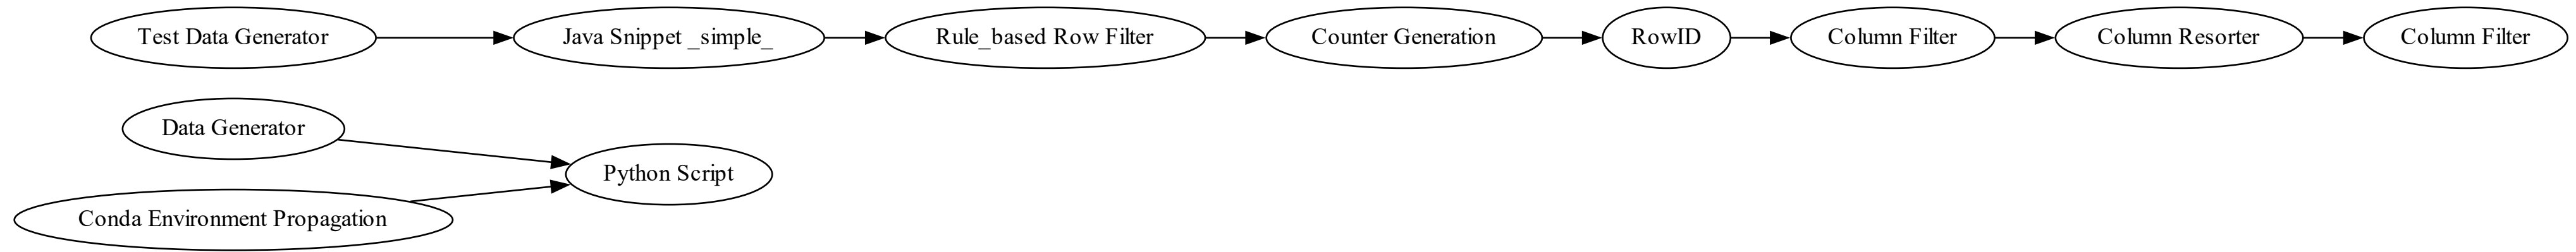 Test Data Generator
Java Snippet _simple_
Rule_based Row Filter
Counter Generation
RowID
Column Filter
Column Resorter
Column Filter
Data Generator
Python Script
Conda Environment Propagation